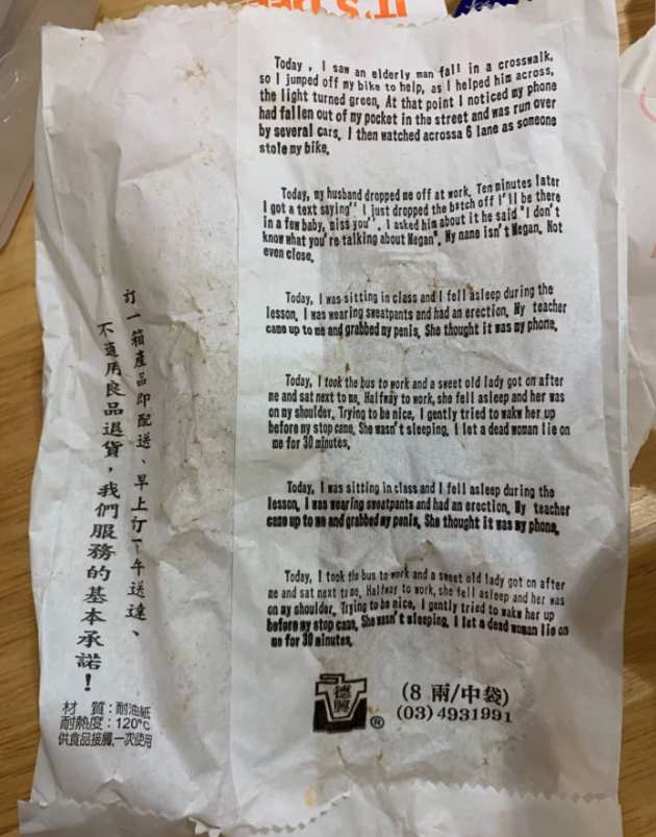 IT'S DEL
Today , I saw an elderly man fall in a crosswalk,
so I jumped off my bike to help, as I helped him across,
the light turned green, At that point I noticed my phone
had fallen out of my pocket in the street and was run over
by several cars, I then watched acrossa 6 lane as someone
stole my bike,
Today, my husband dropped me off at work, Ten minutes later
I got a text saying'' I just dropped the b*tch off I'll be there
in a few baby, miss you'', I asked him about it he said "I don't
know what you're talking about Megan", My name isn't Megan, Not
even close,
Today, I was sitting in class and I fell asleep during the
lesson, I was wearing sweatpants and had an erection, My teacher
came up to me and grabbed my penis, She thought it was my phone,
Today, I took the bus to work and a sweet old lady got on after
me and sat next to me, Halfway to work, she fell asleep and her was
on my shoulder, Trying to be nice, I gently tried to wakw her up
before my stop came, She wasn't sleeping, I let a dead woman lie on
me for 30 minutes,
Today, I was sitting in class and I fell asleep during the
lesson, I was wearing sweatpants and had an erection, My teacher
came up to me and grabbed my penis, She thought it was my phone,
Today, I took the bus to work and a sweet old lady got on after
me and sat next to me, Halfway to work, she fell asleep and her was
on my shoulder, Trying to be nice, I gently tried to wakw her up
before my stop came, She wasn't sleeping, I let a dead woman lie on
me for 30 minutes,
訂一箱產品即配送、早上訂下午送達、
不適用良品退貨，我們服務的基本承諾！
材　質：耐油紙
耐熱度：120°C
供食品接觸,一次使用
德興
®
(8 兩/中袋)
(03) 4931991